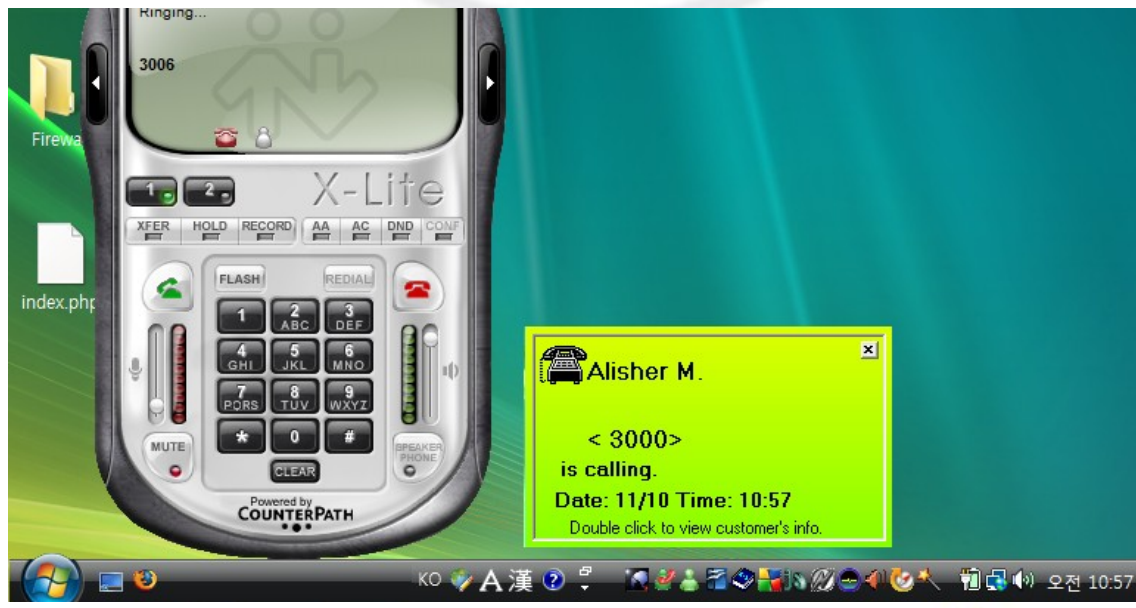 Ringing...
3006
Firewa
index.php
1 2
X-Lite
XFER HOLD RECORD AA AC DND CONF
FLASH REDIAL
1 2 ABC 3 DEF
4 GHI 5 JKL 6 MNO
7 PQRS 8 TUV 9 WXYZ
* 0 #
MUTE
SPEAKER PHONE
CLEAR
Powered by
COUNTERPATH
Alisher M.
< 3000>
is calling.
Date: 11/10 Time: 10:57
Double click to view customer's info.
KO A 漢 ? 오전 10:57